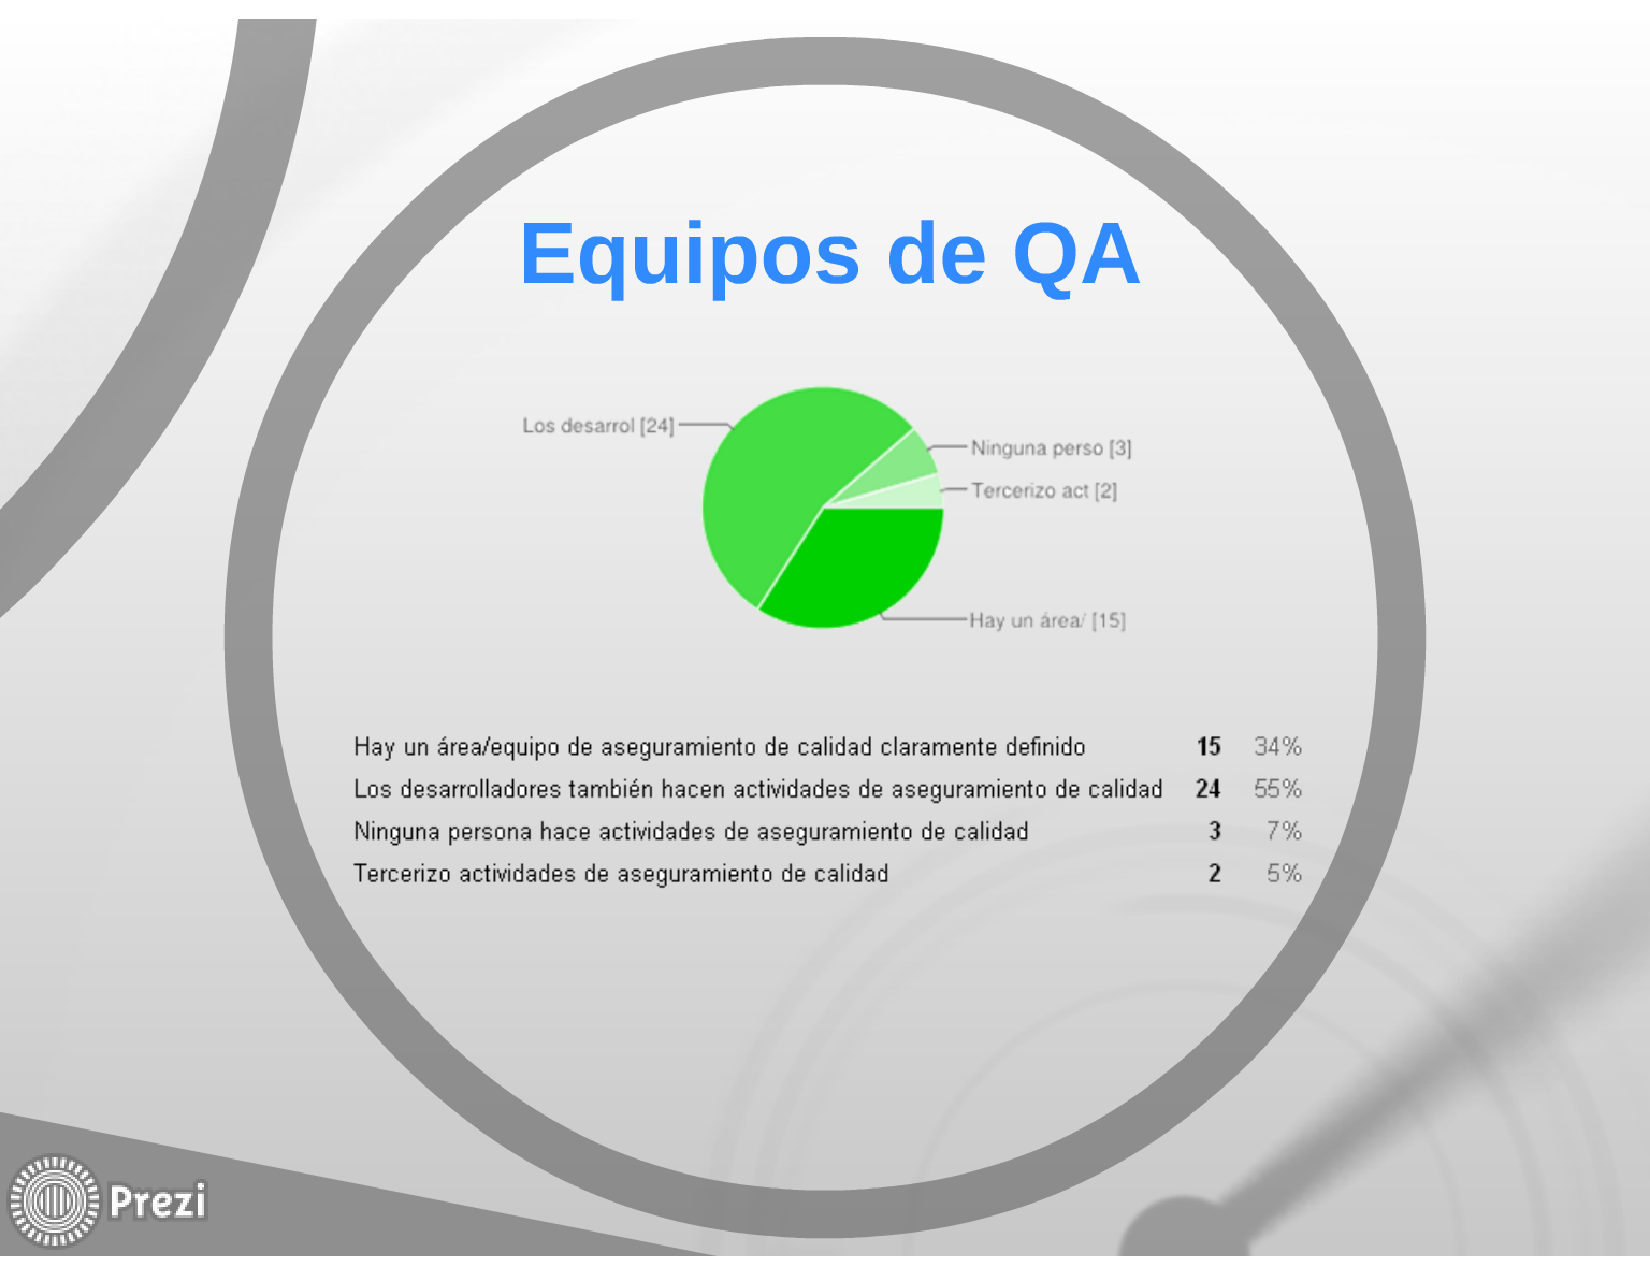 Equipos de QA
Los desarrol [24]
Ninguna perso [3]
Tercerizo act [2]
Hay un área/ [15]
Hay un área/equipo de aseguramiento de calidad claramente definido 15 34%
Los desarrolladores también hacen actividades de aseguramiento de calidad 24 55%
Ninguna persona hace actividades de aseguramiento de calidad 3 7%
Tercerizo actividades de aseguramiento de calidad 2 5%
Prezi